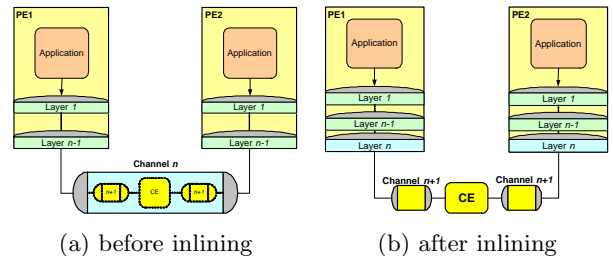 PE1
Application
Layer 1
Layer n-1
PE2
Application
Layer 1
Layer n-1
Channel n
n+1
CE
n+1
(a) before inlining
PE1
Application
Layer 1
Layer n-1
Layer n
PE2
Application
Layer 1
Layer n-1
Layer n
Channel n+1
CE
Channel n+1
(b) after inlining